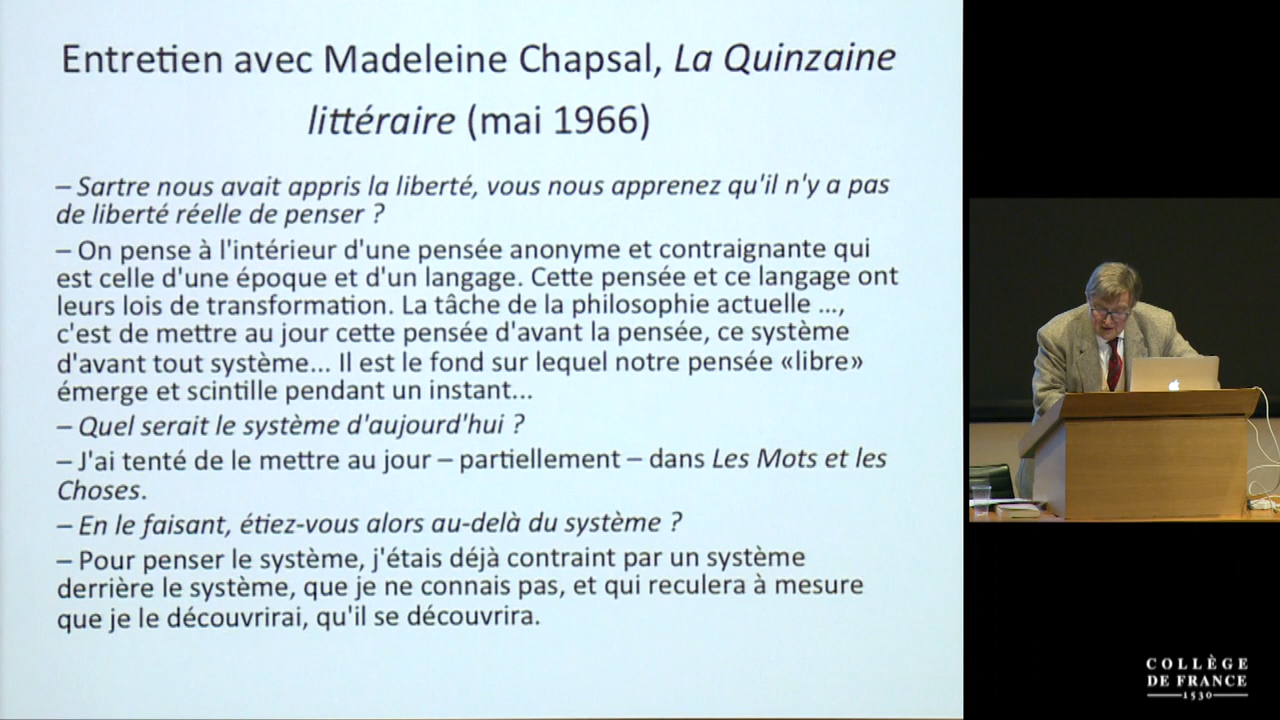 Entretien avec Madeleine Chapsal, La Quinzaine
littéraire (mai 1966)
– Sartre nous avait appris la liberté, vous nous apprenez qu'il n'y a pas
de liberté réelle de penser ?
– On pense à l'intérieur d'une pensée anonyme et contraignante qui
est celle d'une époque et d'un langage. Cette pensée et ce langage ont
leurs lois de transformation. La tâche de la philosophie actuelle ...,
c'est de mettre au jour cette pensée d'avant la pensée, ce système
d'avant tout système... Il est le fond sur lequel notre pensée «libre»
émerge et scintille pendant un instant...
– Quel serait le système d'aujourd'hui ?
– J'ai tenté de le mettre au jour – partiellement – dans Les Mots et les
Choses.
– En le faisant, étiez-vous alors au-delà du système ?
– Pour penser le système, j'étais déjà contraint par un système
derrière le système, que je ne connais pas, et qui reculera à mesure
que je le découvrirai, qu'il se découvrira.
COLLÈGE
DE FRANCE
1530